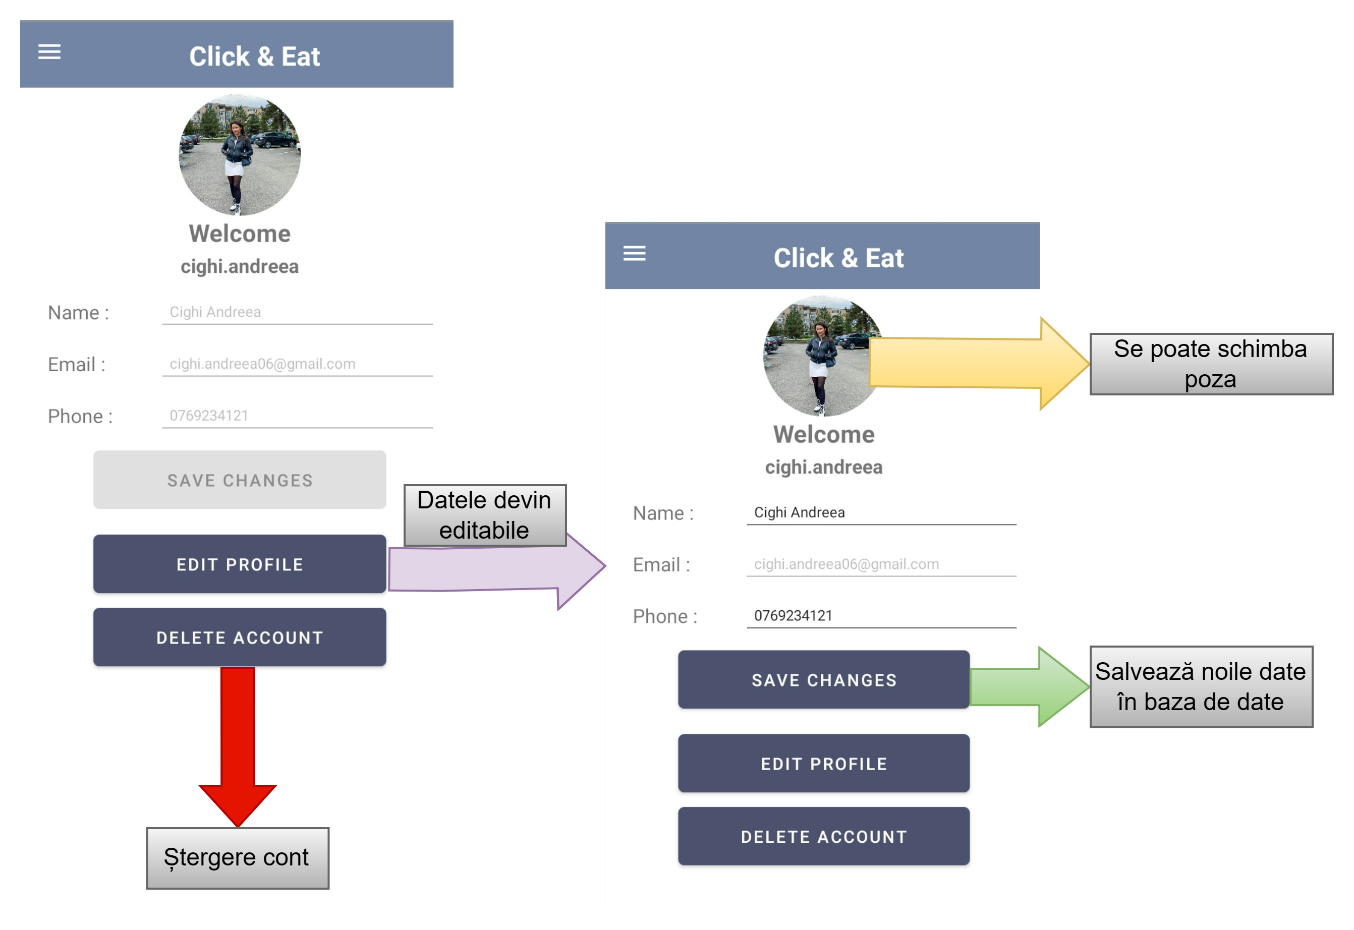 Click & Eat
Welcome
cighi.andreea
Name :
Cighi Andreea
Email :
cighi.andreea06@gmail.com
Phone :
0769234121
SAVE CHANGES
EDIT PROFILE
DELETE ACCOUNT
Datele devin
editabile
Ștergere cont
Click & Eat
Welcome
cighi.andreea
Name :
Cighi Andreea
Email :
cighi.andreea06@gmail.com
Phone :
0769234121
SAVE CHANGES
EDIT PROFILE
DELETE ACCOUNT
Se poate schimba
poza
Salvează noile date
în baza de date